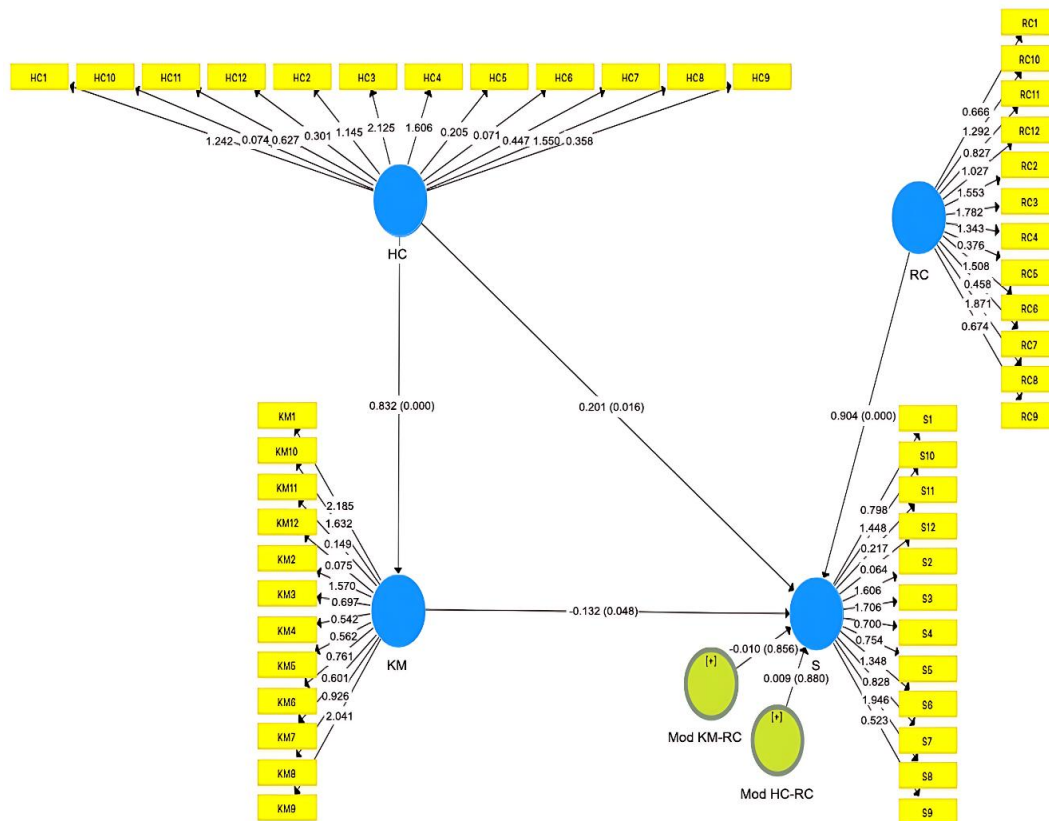 RC1
RC10
RC11
RC12
RC2
RC3
RC4
RC5
RC6
RC7
RC8
RC9
0.666
1.292
0.827
1.027
1.553
1.782
1.343
0.376
1.508
0.458
1.871
0.674
RC
HC1 HC10 HC11 HC12 HC2 HC3 HC4 HC5 HC6 HC7 HC8 HC9
1.242 0.074 0.627 0.301 1.145 2.125 1.606 0.205 0.071 0.447 1.550 0.358
HC
0.832 (0.000)
0.201 (0.016)
0.904 (0.000)
KM1
KM10
KM11
KM12
KM2
KM3
KM4
KM5
KM6
KM7
KM8
KM9
2.185
1.632
0.149
0.075
1.570
0.697
0.542
0.562
0.761
0.601
0.926
2.041
KM
-0.132 (0.048)
S1
S10
S11
S12
S2
S3
S4
S5
S6
S7
S8
S9
0.798
1.448
0.217
0.064
1.606
1.706
0.700
0.754
1.348
0.828
1.946
0.523
S
-0.010 (0.856)
[+]
Mod KM-RC
0.009 (0.880)
[+]
Mod HC-RC